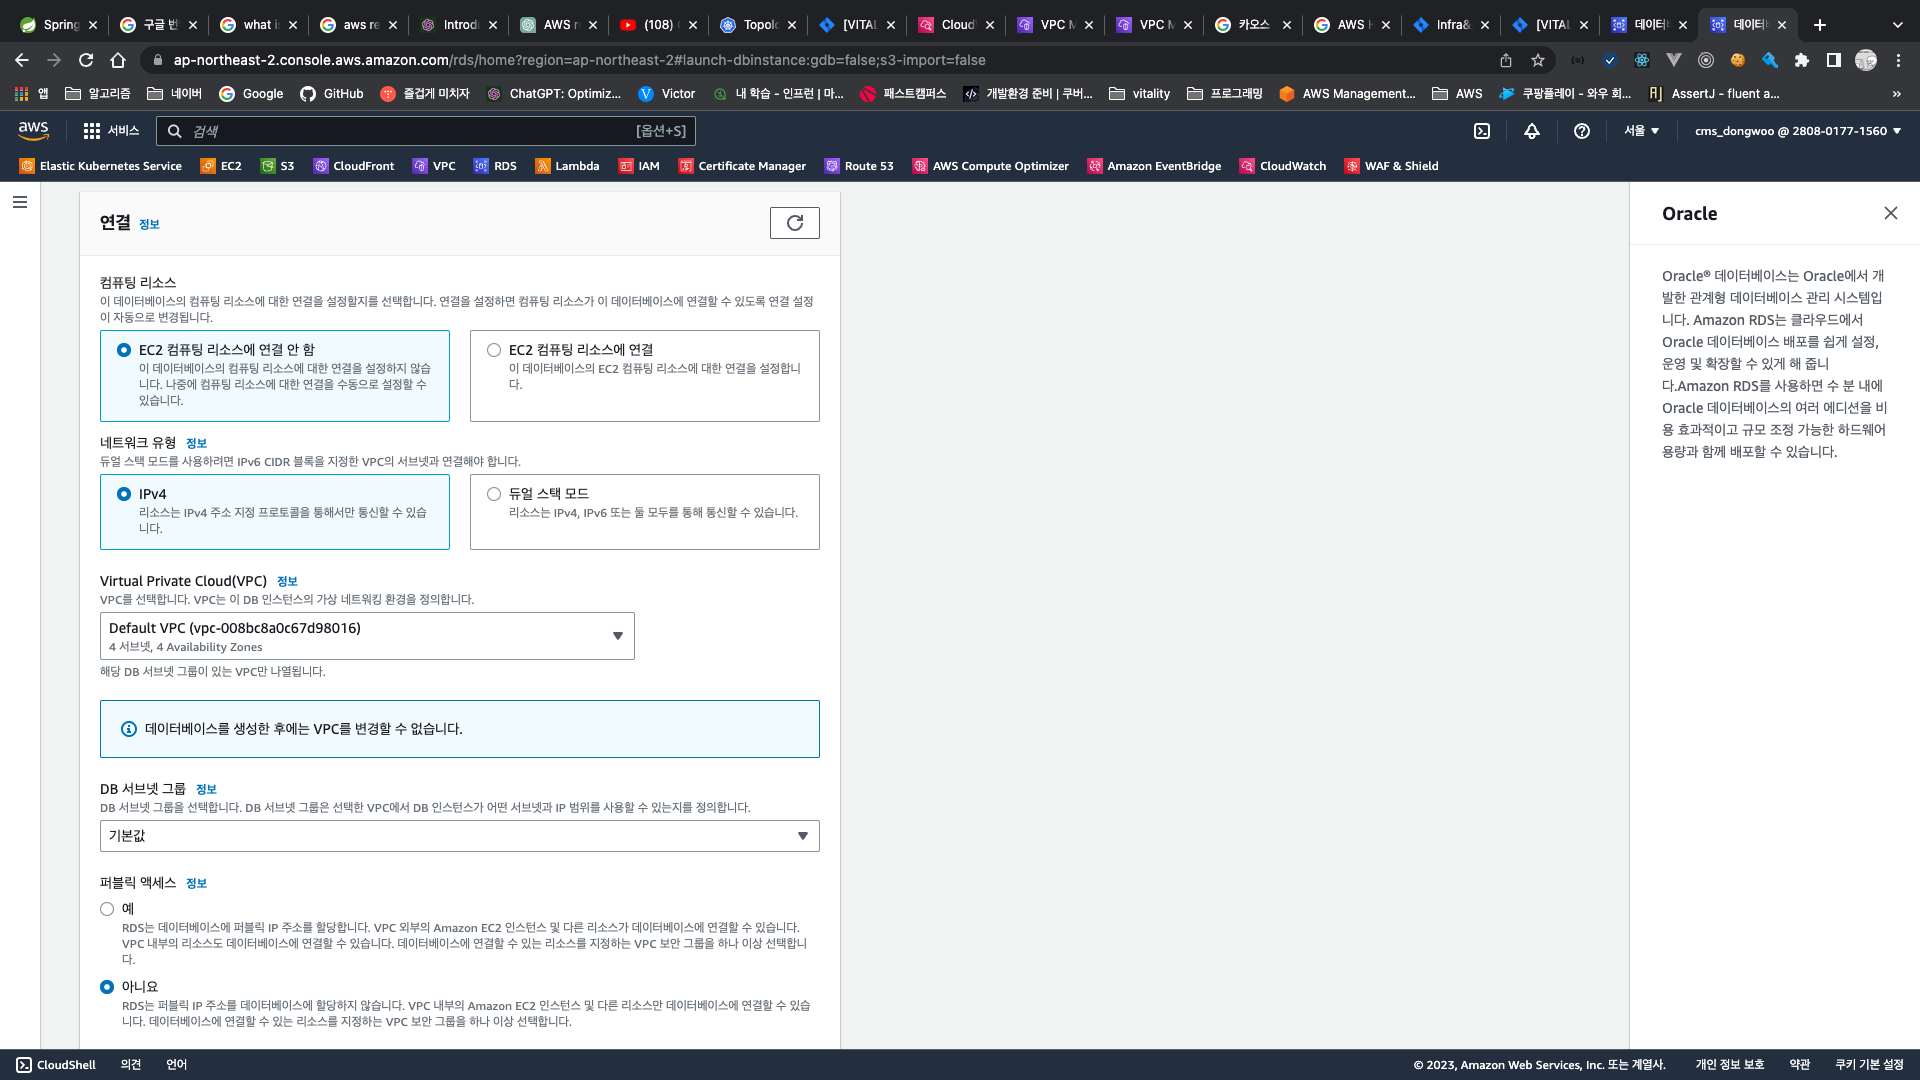 Spring
구글 번
what is
aws re
Introdu
AWS ru
(108)
Topolo
[VITAL
Cloud
VPC M
VPC M
카오스
AWS H
Infra&
[VITAL
데이터
데이터
ap-northeast-2.console.aws.amazon.com/rds/home?region=ap-northeast-2#launch-dbinstance:gdb=false;s3-import=false
앱 알고리즘 네이버 Google GitHub 즐겁게 미치자 ChatGPT: Optimiz... Victor 내 학습 - 인프런 | 마... 패스트캠퍼스 개발환경 준비 | 쿠버... vitality 프로그래밍 AWS Management... AWS 쿠팡플레이 - 와우 회... AssertJ - fluent a... »
aws 서비스 검색 [옵션+S] 서울 ▼ cms_dongwoo @ 2808-0177-1560 ▼
Elastic Kubernetes Service EC2 S3 CloudFront VPC RDS Lambda IAM Certificate Manager Route 53 AWS Compute Optimizer Amazon EventBridge CloudWatch WAF & Shield
연결 정보
컴퓨팅 리소스
이 데이터베이스의 컴퓨팅 리소스에 대한 연결을 설정할지를 선택합니다. 연결을 설정하면 컴퓨팅 리소스가 이 데이터베이스에 연결할 수 있도록 연결 설정
이 자동으로 변경됩니다.
EC2 컴퓨팅 리소스에 연결 안 함
이 데이터베이스의 컴퓨팅 리소스에 대한 연결을 설정하지 않습
니다. 나중에 컴퓨팅 리소스에 대한 연결을 수동으로 설정할 수
있습니다.
EC2 컴퓨팅 리소스에 연결
이 데이터베이스의 EC2 컴퓨팅 리소스에 대한 연결을 설정합니
다.
네트워크 유형 정보
듀얼 스택 모드를 사용하려면 IPv6 CIDR 블록을 지정한 VPC의 서브넷과 연결해야 합니다.
IPv4
리소스는 IPv4 주소 지정 프로토콜을 통해서만 통신할 수 있습
니다.
듀얼 스택 모드
리소스는 IPv4, IPv6 또는 둘 모두를 통해 통신할 수 있습니다.
Virtual Private Cloud(VPC) 정보
VPC를 선택합니다. VPC는 이 DB 인스턴스의 가상 네트워킹 환경을 정의합니다.
Default VPC (vpc-008bc8a0c67d98016)
4 서브넷, 4 Availability Zones
해당 DB 서브넷 그룹이 있는 VPC만 나열됩니다.
데이터베이스를 생성한 후에는 VPC를 변경할 수 없습니다.
DB 서브넷 그룹 정보
DB 서브넷 그룹을 선택합니다. DB 서브넷 그룹은 선택한 VPC에서 DB 인스턴스가 어떤 서브넷과 IP 범위를 사용할 수 있는지를 정의합니다.
기본값
퍼블릭 액세스 정보
예
RDS는 데이터베이스에 퍼블릭 IP 주소를 할당합니다. VPC 외부의 Amazon EC2 인스턴스 및 다른 리소스가 데이터베이스에 연결할 수 있습니다.
VPC 내부의 리소스도 데이터베이스에 연결할 수 있습니다. 데이터베이스에 연결할 수 있는 리소스를 지정하는 VPC 보안 그룹을 하나 이상 선택합니
다.
아니요
RDS는 퍼블릭 IP 주소를 데이터베이스에 할당하지 않습니다. VPC 내부의 Amazon EC2 인스턴스 및 다른 리소스만 데이터베이스에 연결할 수 있습
니다. 데이터베이스에 연결할 수 있는 리소스를 지정하는 VPC 보안 그룹을 하나 이상 선택합니다.
Oracle
Oracle® 데이터베이스는 Oracle에서 개
발한 관계형 데이터베이스 관리 시스템입
니다. Amazon RDS는 클라우드에서
Oracle 데이터베이스 배포를 쉽게 설정,
운영 및 확장할 수 있게 해 줍니
다.Amazon RDS를 사용하면 수 분 내에
Oracle 데이터베이스의 여러 에디션을 비
용 효과적이고 규모 조정 가능한 하드웨어
용량과 함께 배포할 수 있습니다.
CloudShell 의견 언어 © 2023, Amazon Web Services, Inc. 또는 계열사. 개인 정보 보호 약관 쿠키 기본 설정